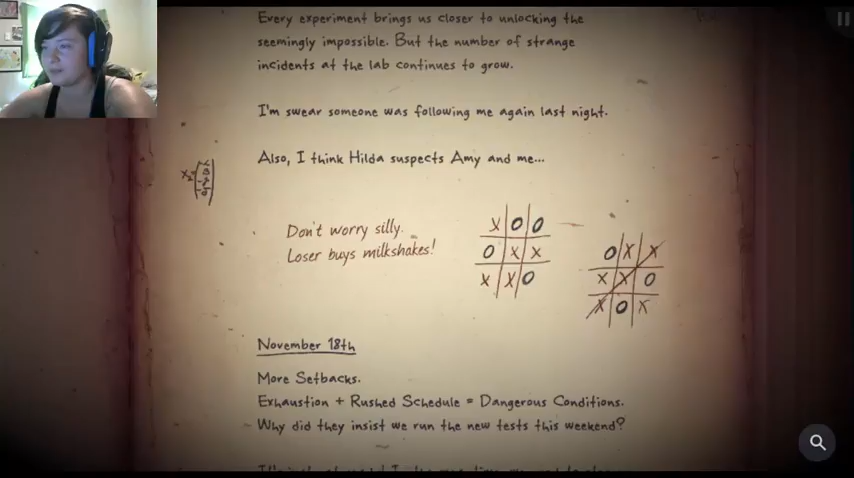 Every experiment brings us closer to unlocking the
seemingly impossible. But the number of strange
incidents at the lab continues to grow.
I'm swear someone was following me again last night.
Also, I think Hilda suspects Amy and me...
Don't worry silly.
Loser buys milkshakes!
X O O
O X X
X X O
O X X
X X O
X O X
November 18th
More Setbacks.
Exhaustion + Rushed Schedule = Dangerous Conditions.
Why did they insist we run the new tests this weekend?